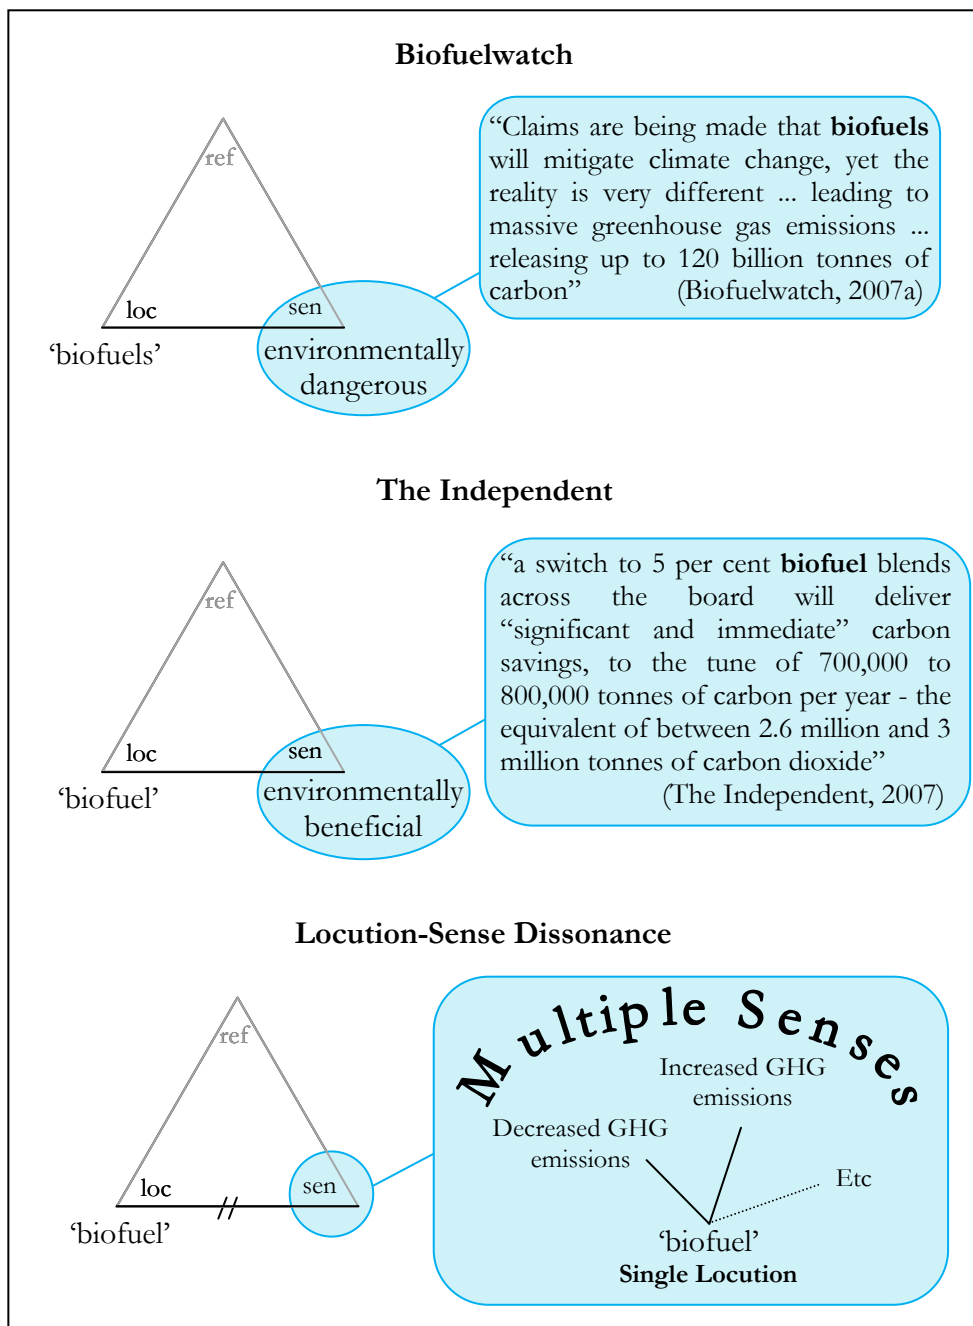 Biofuelwatch
ref
loc
sen
‘biofuels’
environmentally
dangerous
“Claims are being made that biofuels
will mitigate climate change, yet the
reality is very different ... leading to
massive greenhouse gas emissions ...
releasing up to 120 billion tonnes of
carbon” (Biofuelwatch, 2007a)
The Independent
ref
loc
sen
‘biofuel’
environmentally
beneficial
“a switch to 5 per cent biofuel blends
across the board will deliver
“significant and immediate” carbon
savings, to the tune of 700,000 to
800,000 tonnes of carbon per year - the
equivalent of between 2.6 million and 3
million tonnes of carbon dioxide”
(The Independent, 2007)
Locution-Sense Dissonance
ref
loc
sen
‘biofuel’
Multiple Senses
Increased GHG
emissions
Decreased GHG
emissions
Etc
‘biofuel’
Single Locution